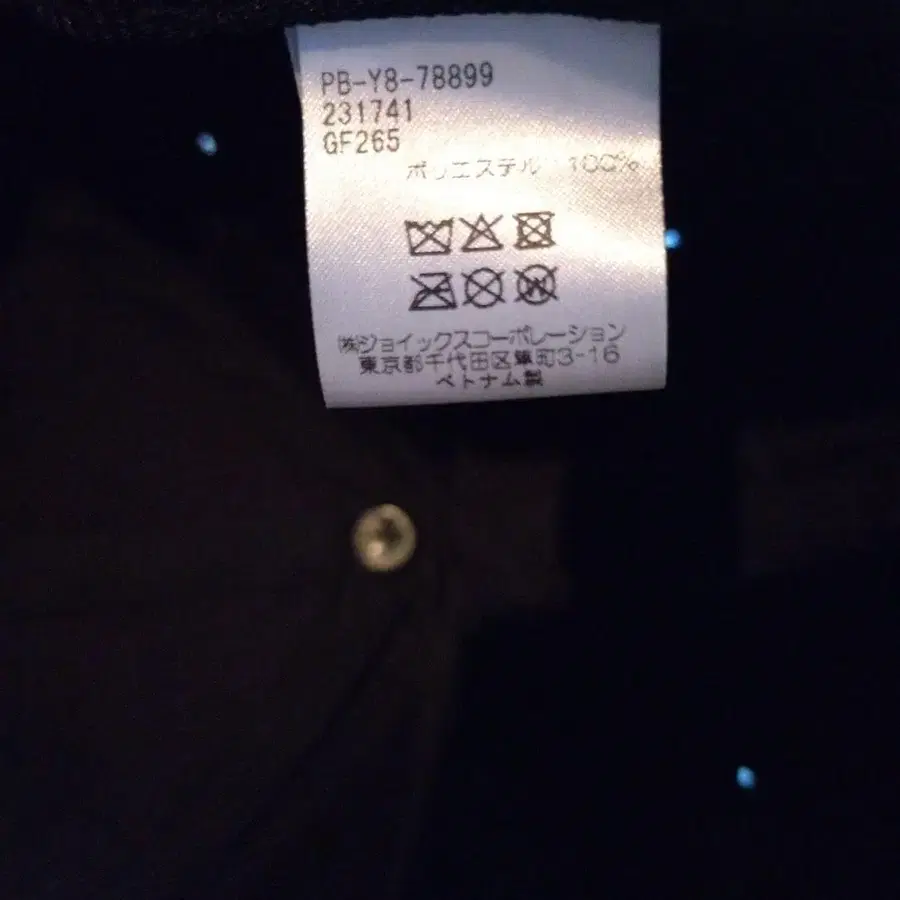 PB-Y8-78899
231741
GF265
ポリエステル 100%
㈱ジョイックスコーポレーション
東京都千代田区隼町3-16
ベトナム製